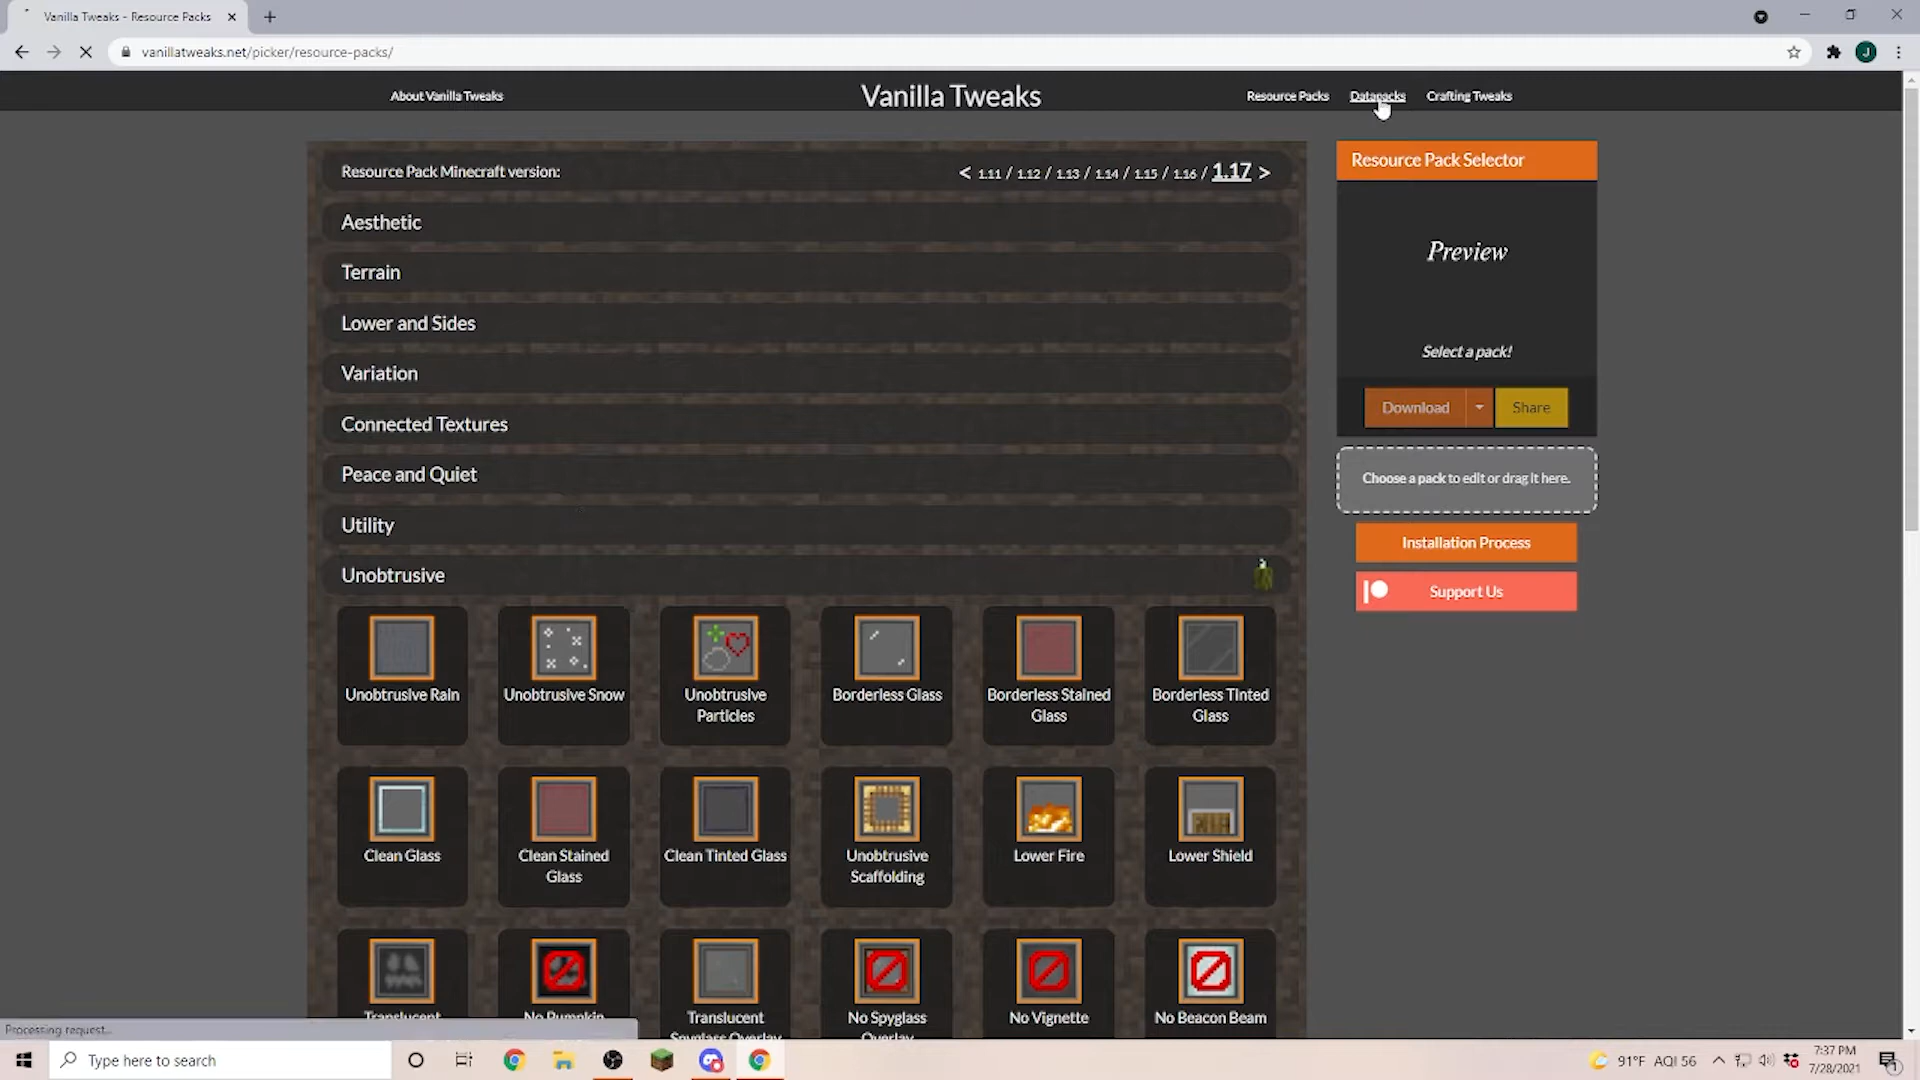 Vanilla Tweaks - Resource Packs
vanillatweaks.net/picker/resource-packs/
J
About Vanilla Tweaks
Vanilla Tweaks
Resource Packs
Datapacks
Crafting Tweaks
Resource Pack Minecraft version:
< 1.11 / 1.12 / 1.13 / 1.14 / 1.15 / 1.16 / 1.17 >
Aesthetic
Terrain
Lower and Sides
Variation
Connected Textures
Peace and Quiet
Utility
Unobtrusive
Unobtrusive Rain
Unobtrusive Snow
Unobtrusive
Particles
Borderless Glass
Borderless Stained
Glass
Borderless Tinted
Glass
Clean Glass
Clean Stained
Glass
Clean Tinted Glass
Unobtrusive
Scaffolding
Lower Fire
Lower Shield
Translucent
No Pumpkin
Translucent
Spyglass Overlay
No Spyglass
Overlay
No Vignette
No Beacon Beam
Resource Pack Selector
Preview
Select a pack!
Download
Share
Choose a pack to edit or drag it here.
Installation Process
Support Us
Processing request...
Type here to search
91°F AQI 56
7:37 PM
7/28/2021